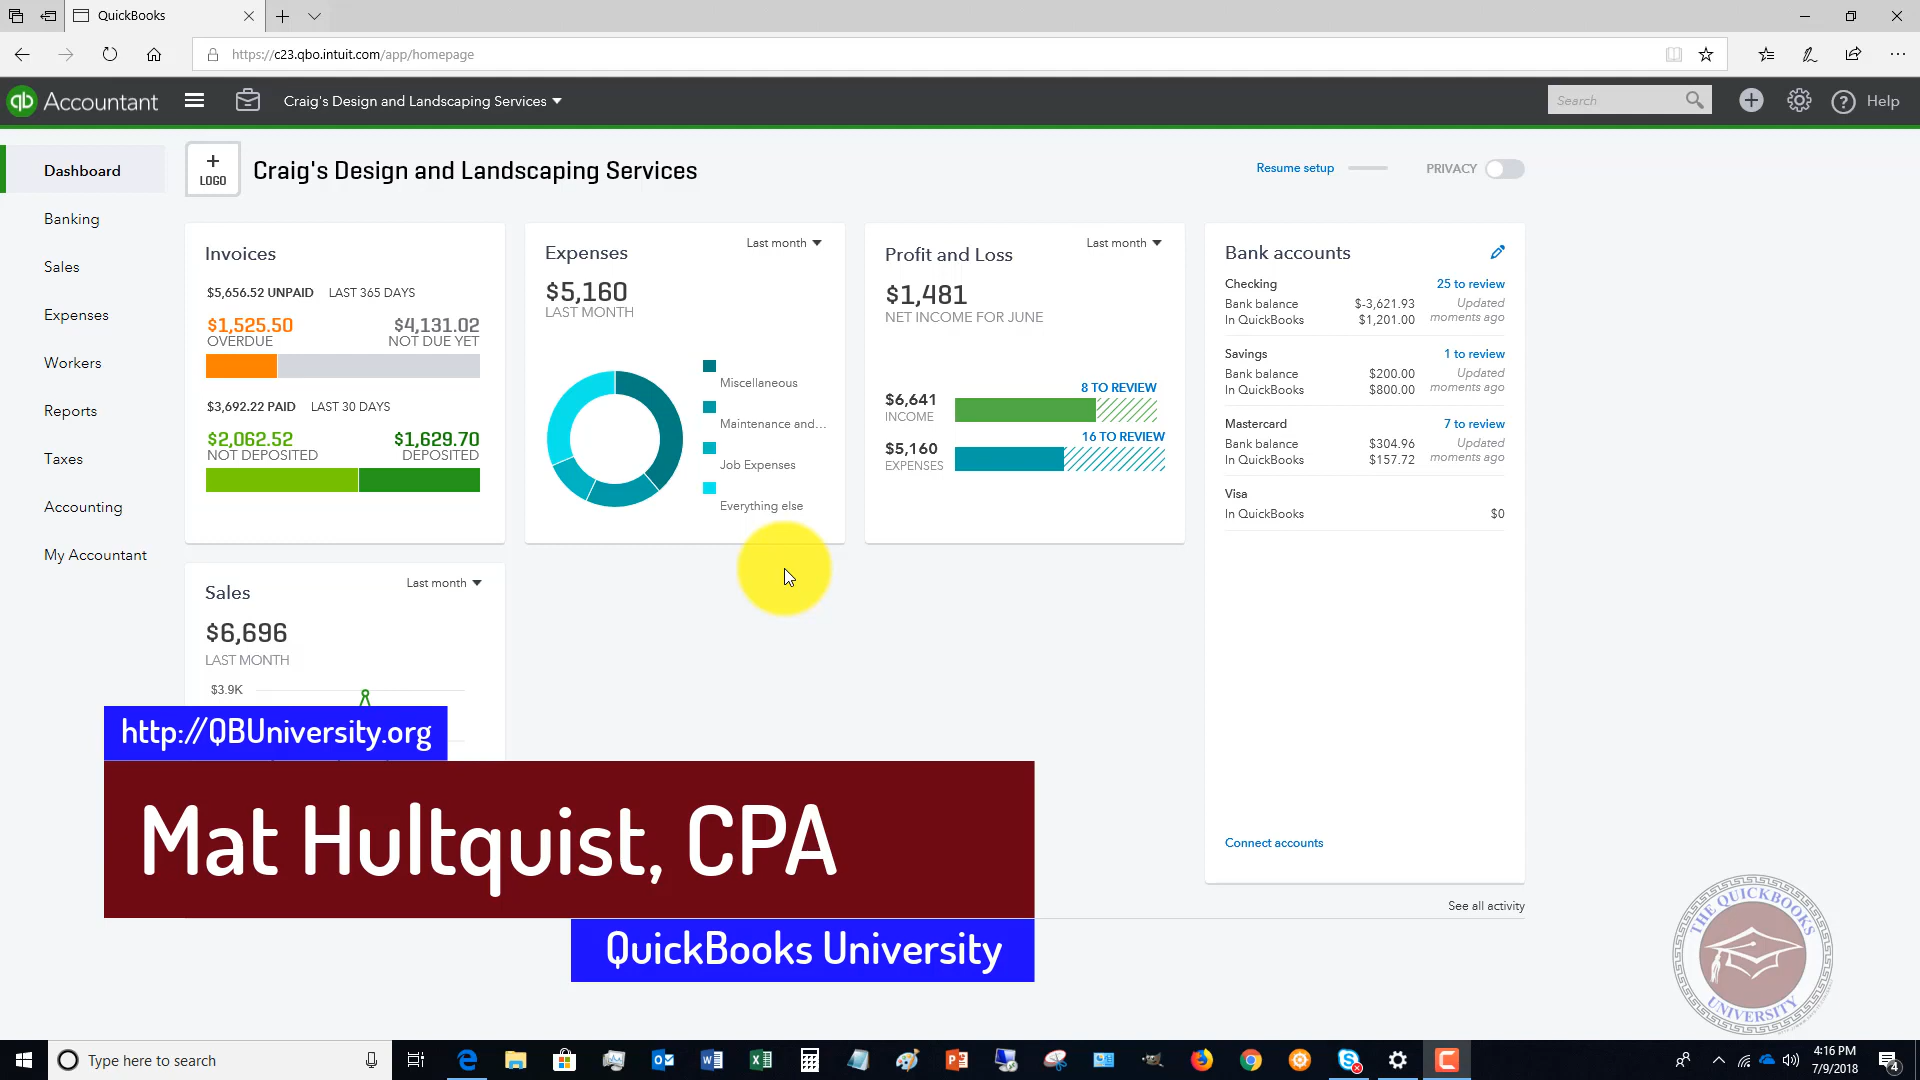 QuickBooks
https://c23.qbo.intuit.com/app/homepage
qb Accountant
Craig's Design and Landscaping Services
Search
Help
Dashboard
Banking
Sales
Expenses
Workers
Reports
Taxes
Accounting
My Accountant
+
LOGO
Craig's Design and Landscaping Services
Resume setup
PRIVACY
Invoices
$5,656.52 UNPAID LAST 365 DAYS
$1,525.50 $4,131.02
OVERDUE NOT DUE YET
$3,692.22 PAID LAST 30 DAYS
$2,062.52 $1,629.70
NOT DEPOSITED DEPOSITED
Expenses
Last month
$5,160
LAST MONTH
Miscellaneous
Maintenance and...
Job Expenses
Everything else
Profit and Loss
Last month
$1,481
NET INCOME FOR JUNE
8 TO REVIEW
$6,641
INCOME
16 TO REVIEW
$5,160
EXPENSES
Bank accounts
Checking 25 to review
Bank balance $-3,621.93 Updated
In QuickBooks $1,201.00 moments ago
Savings 1 to review
Bank balance $200.00 Updated
In QuickBooks $800.00 moments ago
Mastercard 7 to review
Bank balance $304.96 Updated
In QuickBooks $157.72 moments ago
Visa
In QuickBooks $0
Connect accounts
See all activity
Sales
Last month
$6,696
LAST MONTH
$3.9K
http://QBUniversity.org
Mat Hultquist, CPA
QuickBooks University
THE QUICKBOOKS
UNIVERSITY
Type here to search
4:16 PM
7/9/2018
4